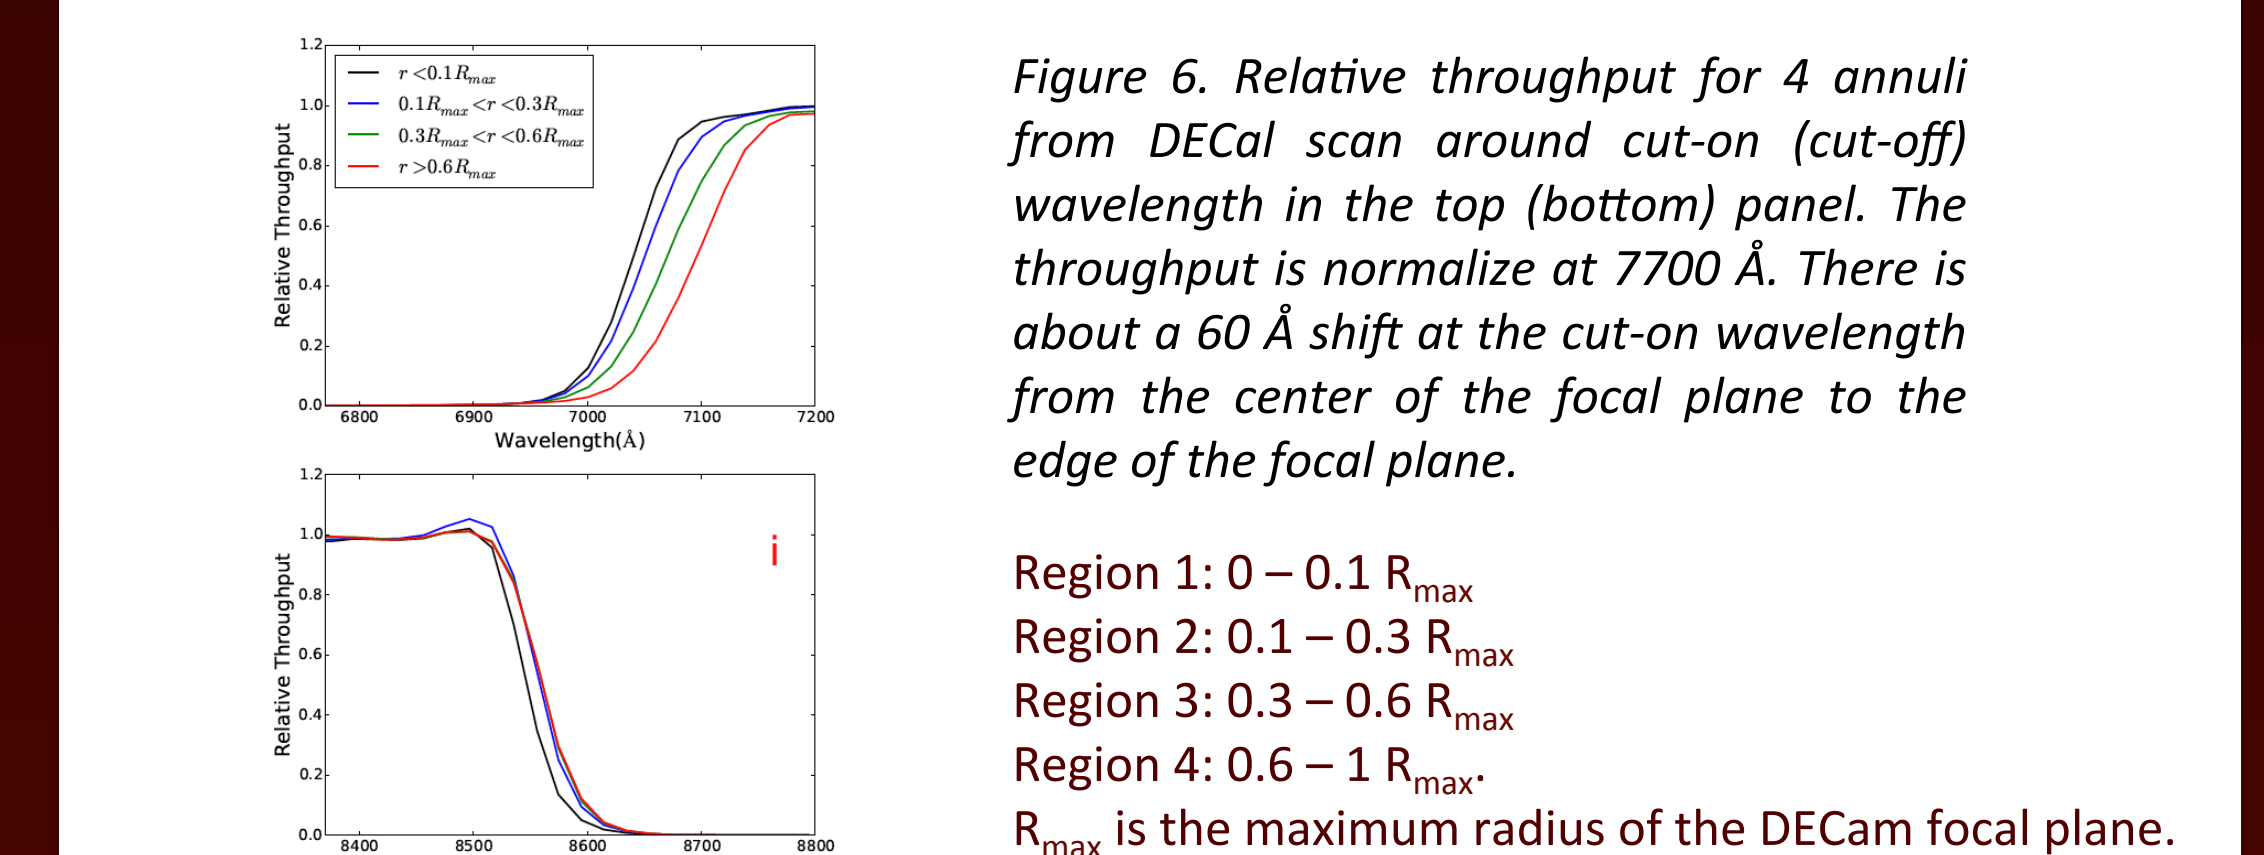 1.2
r <0.1R_max
0.1R_max <r <0.3R_max
0.3R_max <r <0.6R_max
r >0.6R_max
1.0
0.8
0.6
0.4
0.2
0.0
Relative Throughput
6800 6900 7000 7100 7200
Wavelength(Å)
1.2
1.0
0.8
0.6
0.4
0.2
0.0
Relative Throughput
i
8400 8500 8600 8700 8800
Figure 6. Relative throughput for 4 annuli
from DECal scan around cut-on (cut-off)
wavelength in the top (bottom) panel. The
throughput is normalize at 7700 Å. There is
about a 60 Å shift at the cut-on wavelength
from the center of the focal plane to the
edge of the focal plane.
Region 1: 0 – 0.1 Rmax
Region 2: 0.1 – 0.3 Rmax
Region 3: 0.3 – 0.6 Rmax
Region 4: 0.6 – 1 Rmax.
Rmax is the maximum radius of the DECam focal plane.